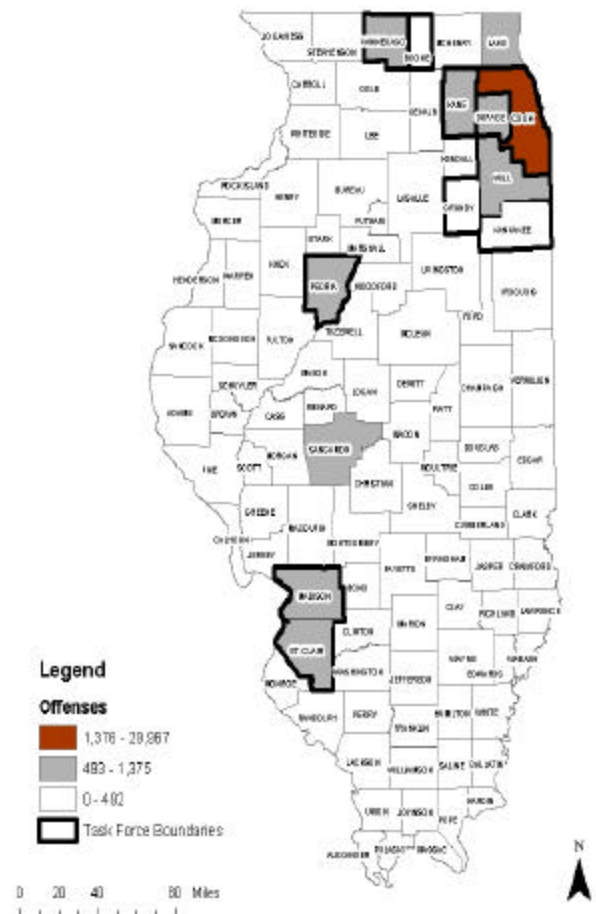 JO DAVIESS
STEPHENSON
WINNEBAGO
BOONE
MCHENRY
LAKE
CARROLL
OGLE
KANE
DUPAGE
COOK
DEKALB
WHITESIDE
LEE
KENDALL
WILL
ROCK ISLAND
HENRY
BUREAU
LASALLE
GRUNDY
MERCER
PUTNAM
KANKAKEE
STARK
MARSHALL
KNOX
HENDERSON
WARREN
PEORIA
WOODFORD
LIVINGSTON
IROQUOIS
FORD
HANCOCK
MCDONOUGH
FULTON
TAZEWELL
MCLEAN
MASON
SCHUYLER
LOGAN
DEWITT
CHAMPAIGN
VERMILION
ADAMS
BROWN
CASS
MENARD
PIATT
SANGAMON
MACON
MORGAN
DOUGLAS
EDGAR
PIKE
SCOTT
CHRISTIAN
MOULTRIE
COLES
SHELBY
GREENE
CLARK
MACOUPIN
CUMBERLAND
CALHOUN
MONTGOMERY
JERSEY
FAYETTE
EFFINGHAM
JASPER
CRAWFORD
MADISON
BOND
CLAY
RICHLAND
LAWRENCE
MARION
CLINTON
ST. CLAIR
WAYNE
WABASH
WASHINGTON
EDWARDS
JEFFERSON
MONROE
RANDOLPH
PERRY
HAMILTON
WHITE
FRANKLIN
JACKSON
WILLIAMSON
SALINE
GALLATIN
HARDIN
UNION
JOHNSON
POPE
ALEXANDER
PULASKI
MASSAC
Legend
Offenses
493 - 1,375
0 - 492
Task Force Boundaries
N
0 20 40 80 Miles